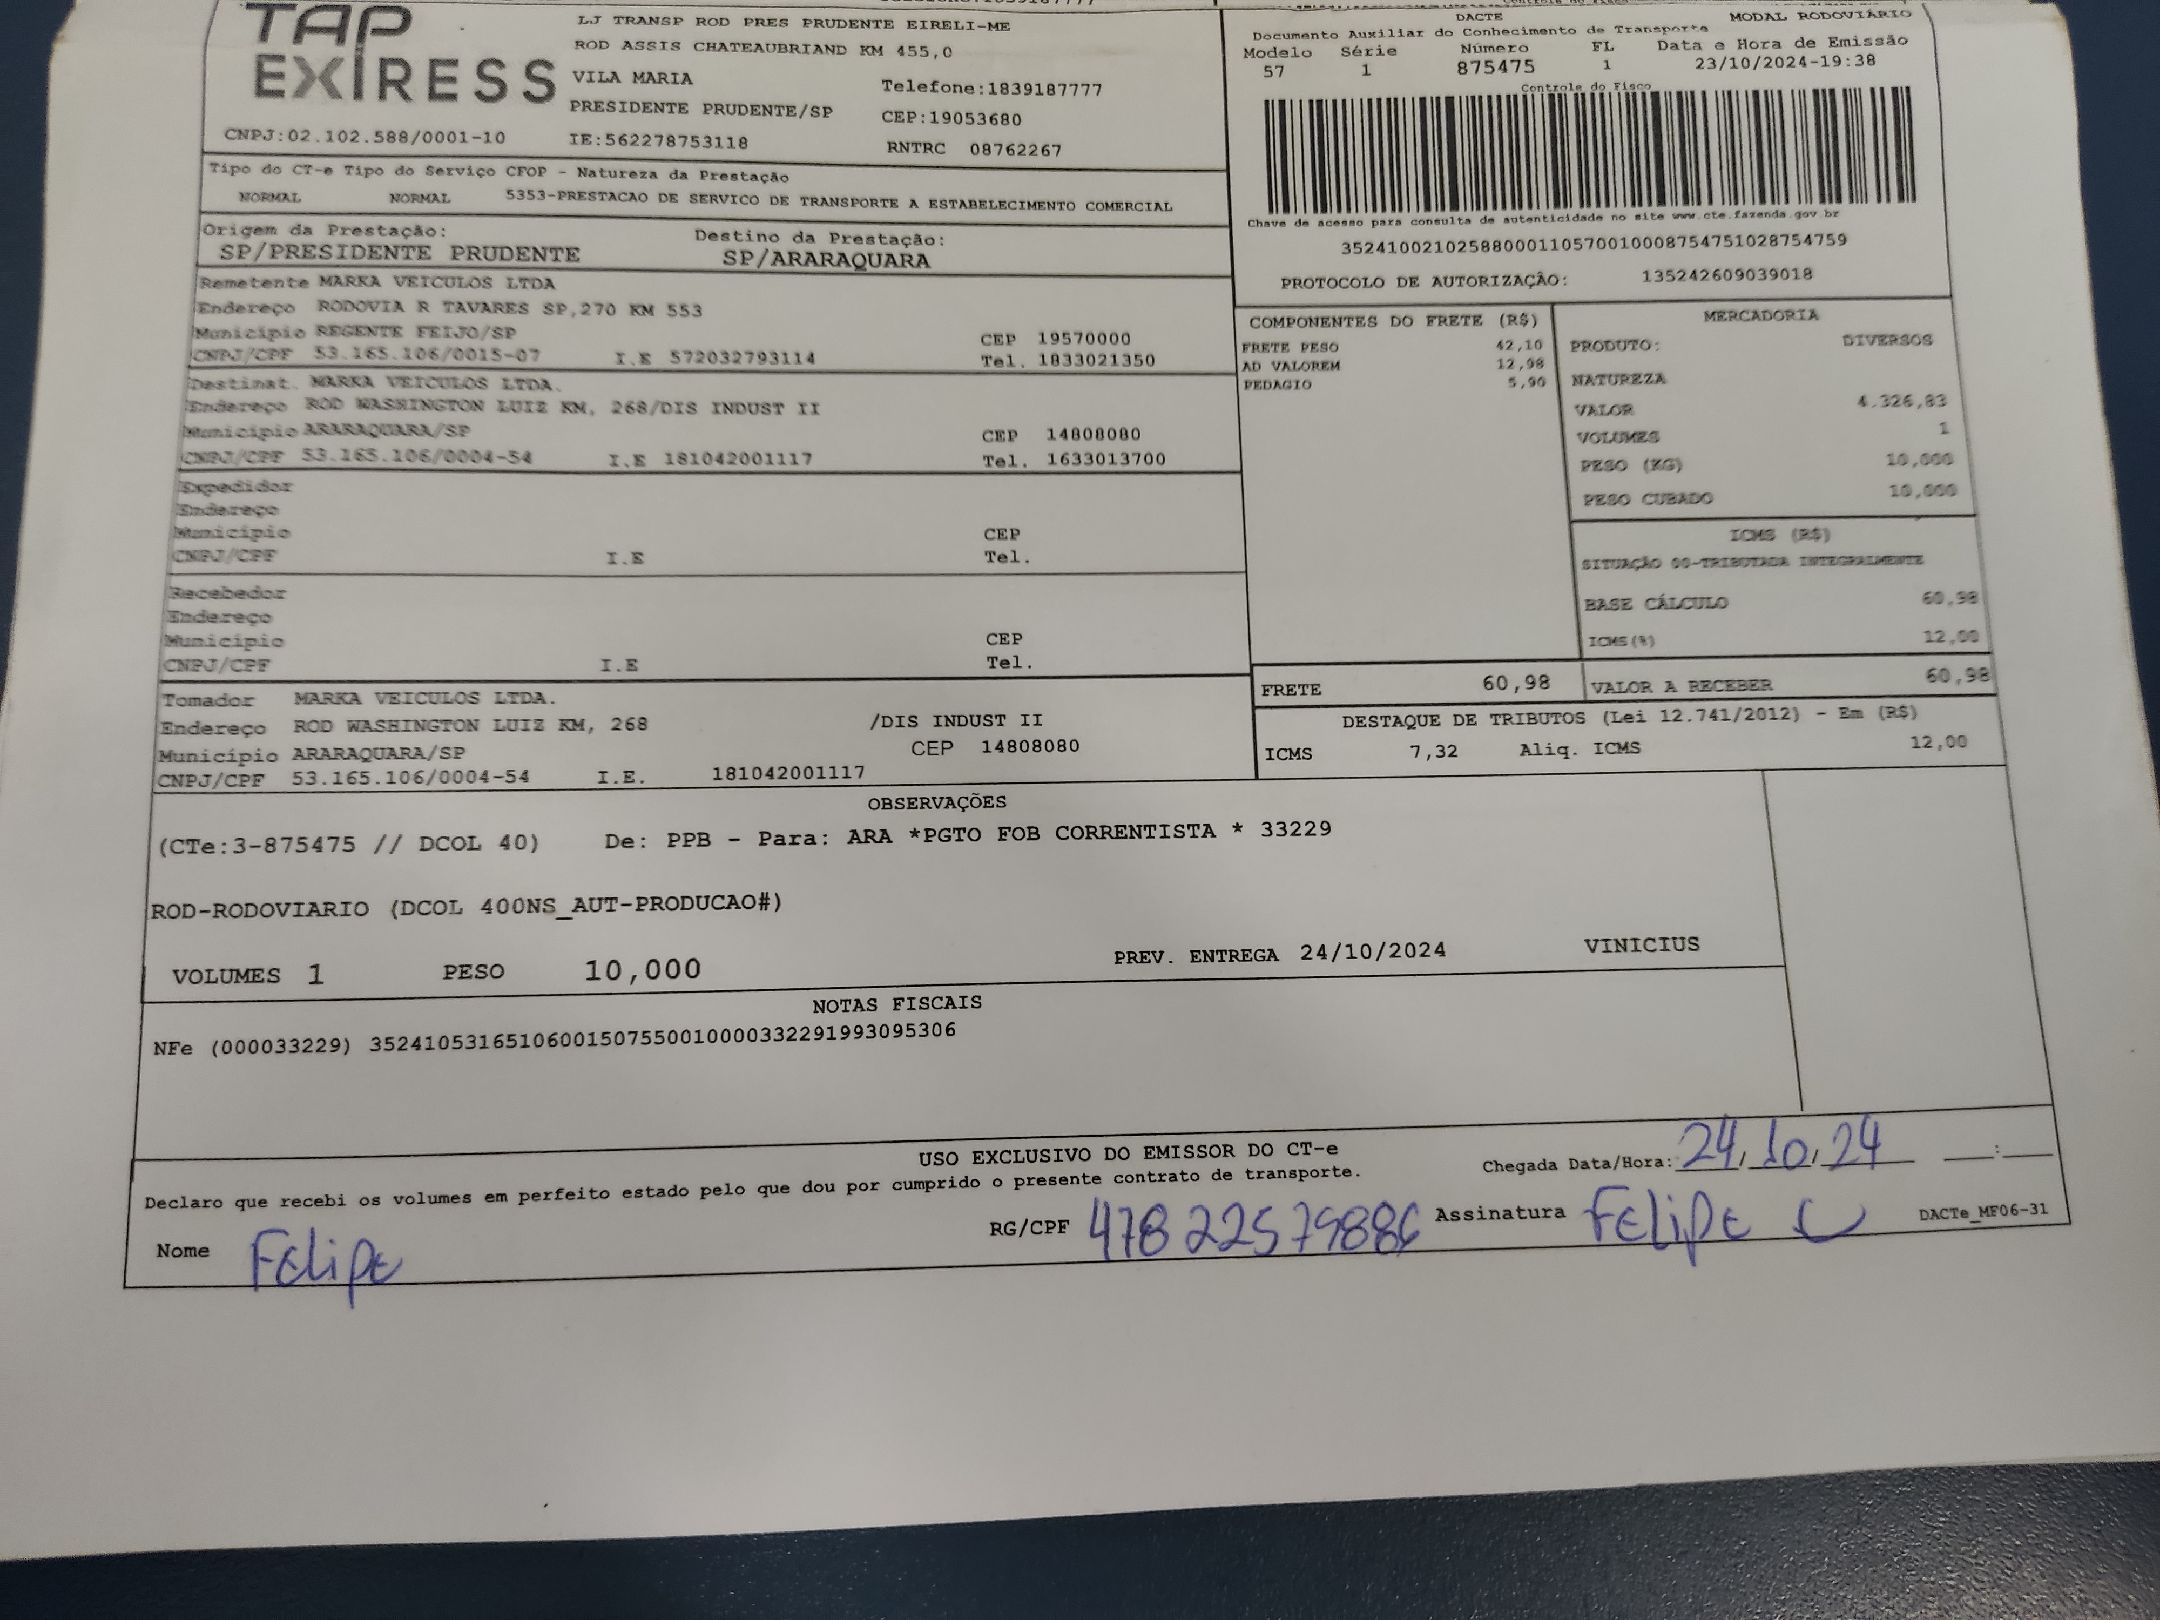 TAP
EXPRESS
LJ TRANSP ROD PRES PRUDENTE EIRELI-ME
ROD ASSIS CHATEAUBRIAND KM 455,0
VILA MARIA Telefone:1839187777
PRESIDENTE PRUDENTE/SP CEP:19053680
CNPJ:02.102.588/0001-10 IE:562278753118 RNTRC 08762267
DACTE MODAL RODOVIÁRIO
Documento Auxiliar do Conhecimento de Transporte
Modelo Série Número FL Data e Hora de Emissão
57 1 875475 1 23/10/2024-19:38
Controle do Fisco
Chave de acesso para consulta de autenticidade no site www.cte.fazenda.gov.br
35241002102588000110570010008754751028754759
PROTOCOLO DE AUTORIZAÇÃO: 135242609039018
Tipo do CT-e Tipo do Serviço CFOP - Natureza da Prestação
NORMAL NORMAL 5353-PRESTACAO DE SERVICO DE TRANSPORTE A ESTABELECIMENTO COMERCIAL
Origem da Prestação: Destino da Prestação:
SP/PRESIDENTE PRUDENTE SP/ARARAQUARA
Remetente MARKA VEICULOS LTDA
Endereço RODOVIA R TAVARES SP,270 KM 553
Município REGENTE FEIJO/SP CEP 19570000
CNPJ/CPF 53.165.106/0015-07 I.E 572032793114 Tel. 1833021350
Destinat. MARKA VEICULOS LTDA.
Endereço ROD WASHINGTON LUIZ KM, 268/DIS INDUST II
Município ARARAQUARA/SP CEP 14808080
CNPJ/CPF 53.165.106/0004-54 I.E 181042001117 Tel. 1633013700
Expedidor
Endereço
Município CEP
CNPJ/CPF I.E Tel.
Recebedor
Endereço
Município CEP
CNPJ/CPF I.E Tel.
Tomador MARKA VEICULOS LTDA.
Endereço ROD WASHINGTON LUIZ KM, 268 /DIS INDUST II
Município ARARAQUARA/SP CEP 14808080
CNPJ/CPF 53.165.106/0004-54 I.E. 181042001117
COMPONENTES DO FRETE (R$)
FRETE PESO 42,10
AD VALOREM 12,98
PEDAGIO 5,90
MERCADORIA
PRODUTO: DIVERSOS
NATUREZA
VALOR 4.326,83
VOLUMES 1
PESO (KG) 10,000
PESO CUBADO 10,000
ICMS (R$)
SITUAÇÃO 00-TRIBUTADA INTEGRALMENTE
BASE CÁLCULO 60,98
ICMS(%) 12,00
FRETE 60,98 VALOR A RECEBER 60,98
DESTAQUE DE TRIBUTOS (Lei 12.741/2012) - Em (R$)
ICMS 7,32 Aliq. ICMS 12,00
OBSERVAÇÕES
(CTe:3-875475 // DCOL 40) De: PPB - Para: ARA *PGTO FOB CORRENTISTA * 33229
ROD-RODOVIARIO (DCOL 400NS_AUT-PRODUCAO#)
VOLUMES 1 PESO 10,000 PREV. ENTREGA 24/10/2024 VINICIUS
NOTAS FISCAIS
NFe (000033229) 35241053165106001507550010000332291993095306
USO EXCLUSIVO DO EMISSOR DO CT-e
Declaro que recebi os volumes em perfeito estado pelo que dou por cumprido o presente contrato de transporte.
Chegada Data/Hora: 24/10/24 __:__
Nome Felipe RG/CPF 47822579886 Assinatura Felipe C DACTe_MF06-31